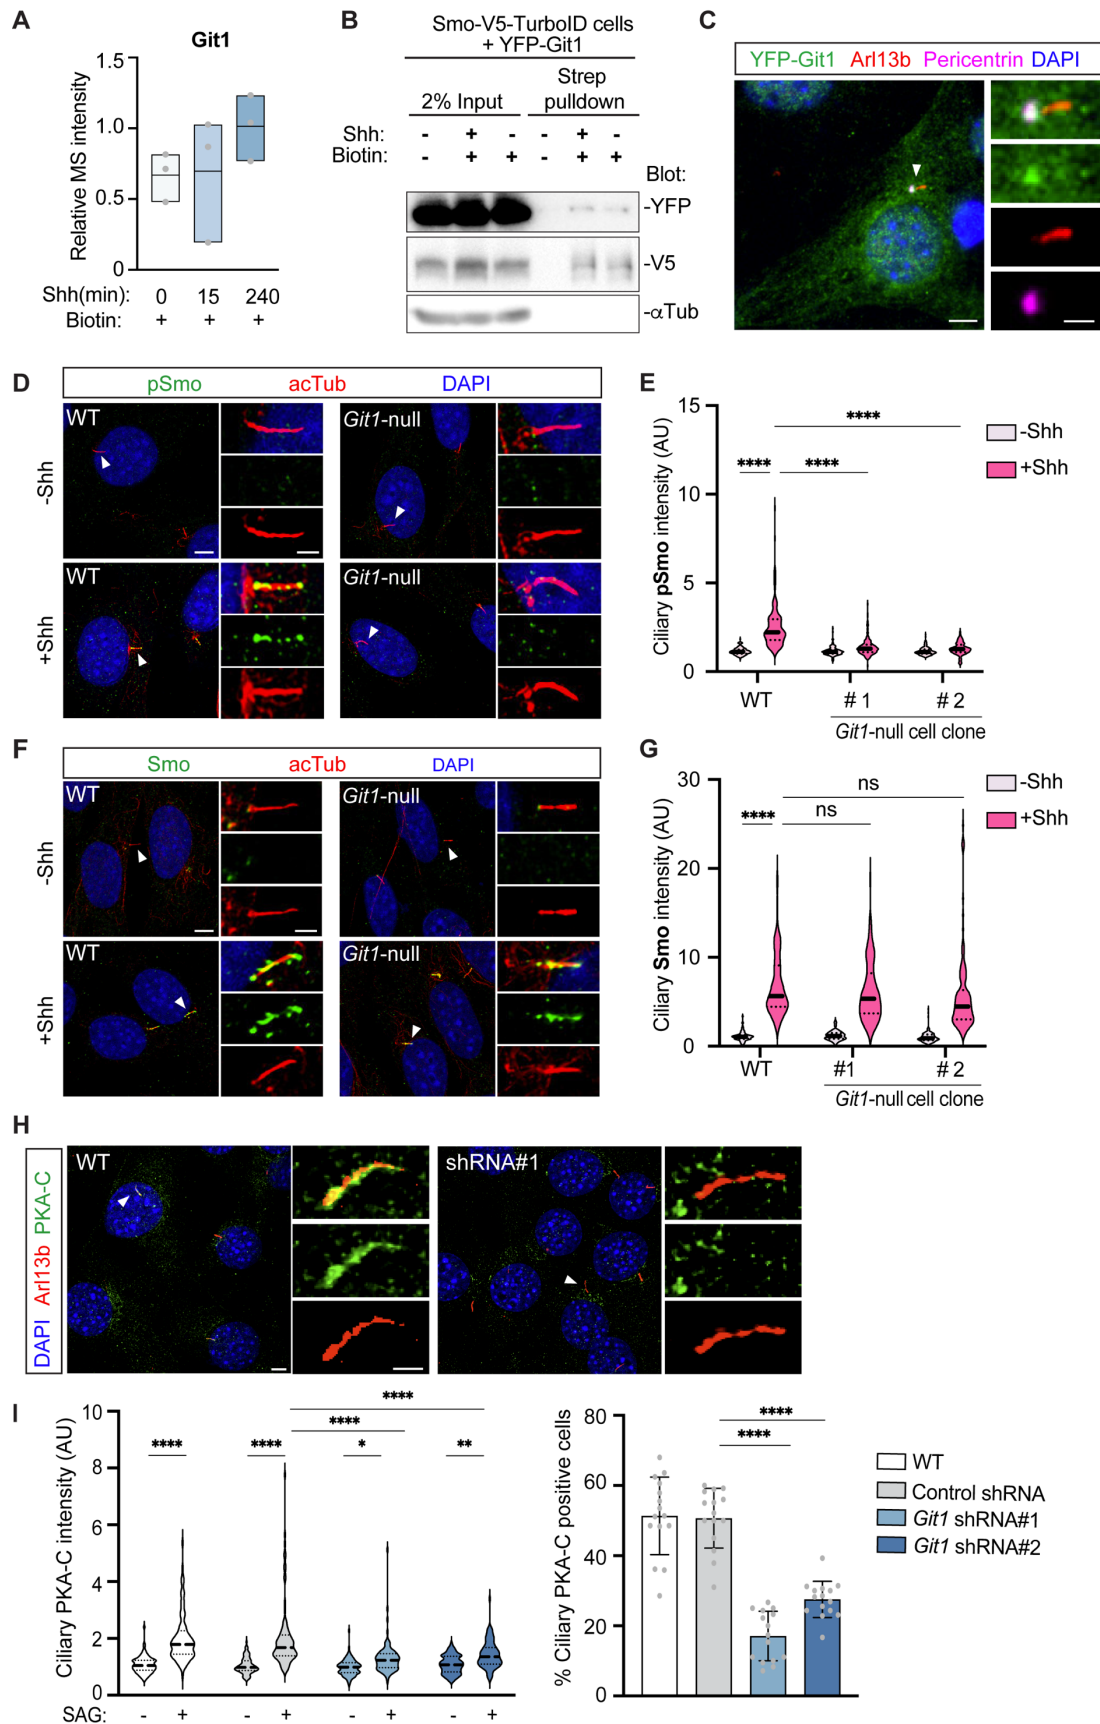 A
Git1
Relative MS intensity
1.5
1.0
0.5
0
Shh(min): 0 15 240
Biotin: + + +
B
Smo-V5-TurboID cells
+ YFP-Git1
Strep
2% Input pulldown
Shh: - + - - + -
Biotin: - + + - + +
Blot:
-YFP
-V5
-αTub
C
YFP-Git1 Arl13b Pericentrin DAPI
D
pSmo acTub DAPI
-Shh
WT
Git1-null
+Shh
WT
Git1-null
E
Ciliary pSmo intensity (AU)
15
10
5
0
****
**** ****
-Shh
+Shh
WT # 1 # 2
Git1-null cell clone
F
Smo acTub DAPI
-Shh
WT
Git1-null
+Shh
WT
Git1-null
G
Ciliary Smo intensity (AU)
30
20
10
0
ns
**** ns
-Shh
+Shh
WT #1 # 2
Git1-null cell clone
H
DAPI Arl13b PKA-C
WT
shRNA#1
I
Ciliary PKA-C intensity (AU)
10
8
6
4
2
0
****
****
**** **** * **
SAG: - + - + - + - +
% Ciliary PKA-C positive cells
80
60
40
20
0
****
****
WT
Control shRNA
Git1 shRNA#1
Git1 shRNA#2